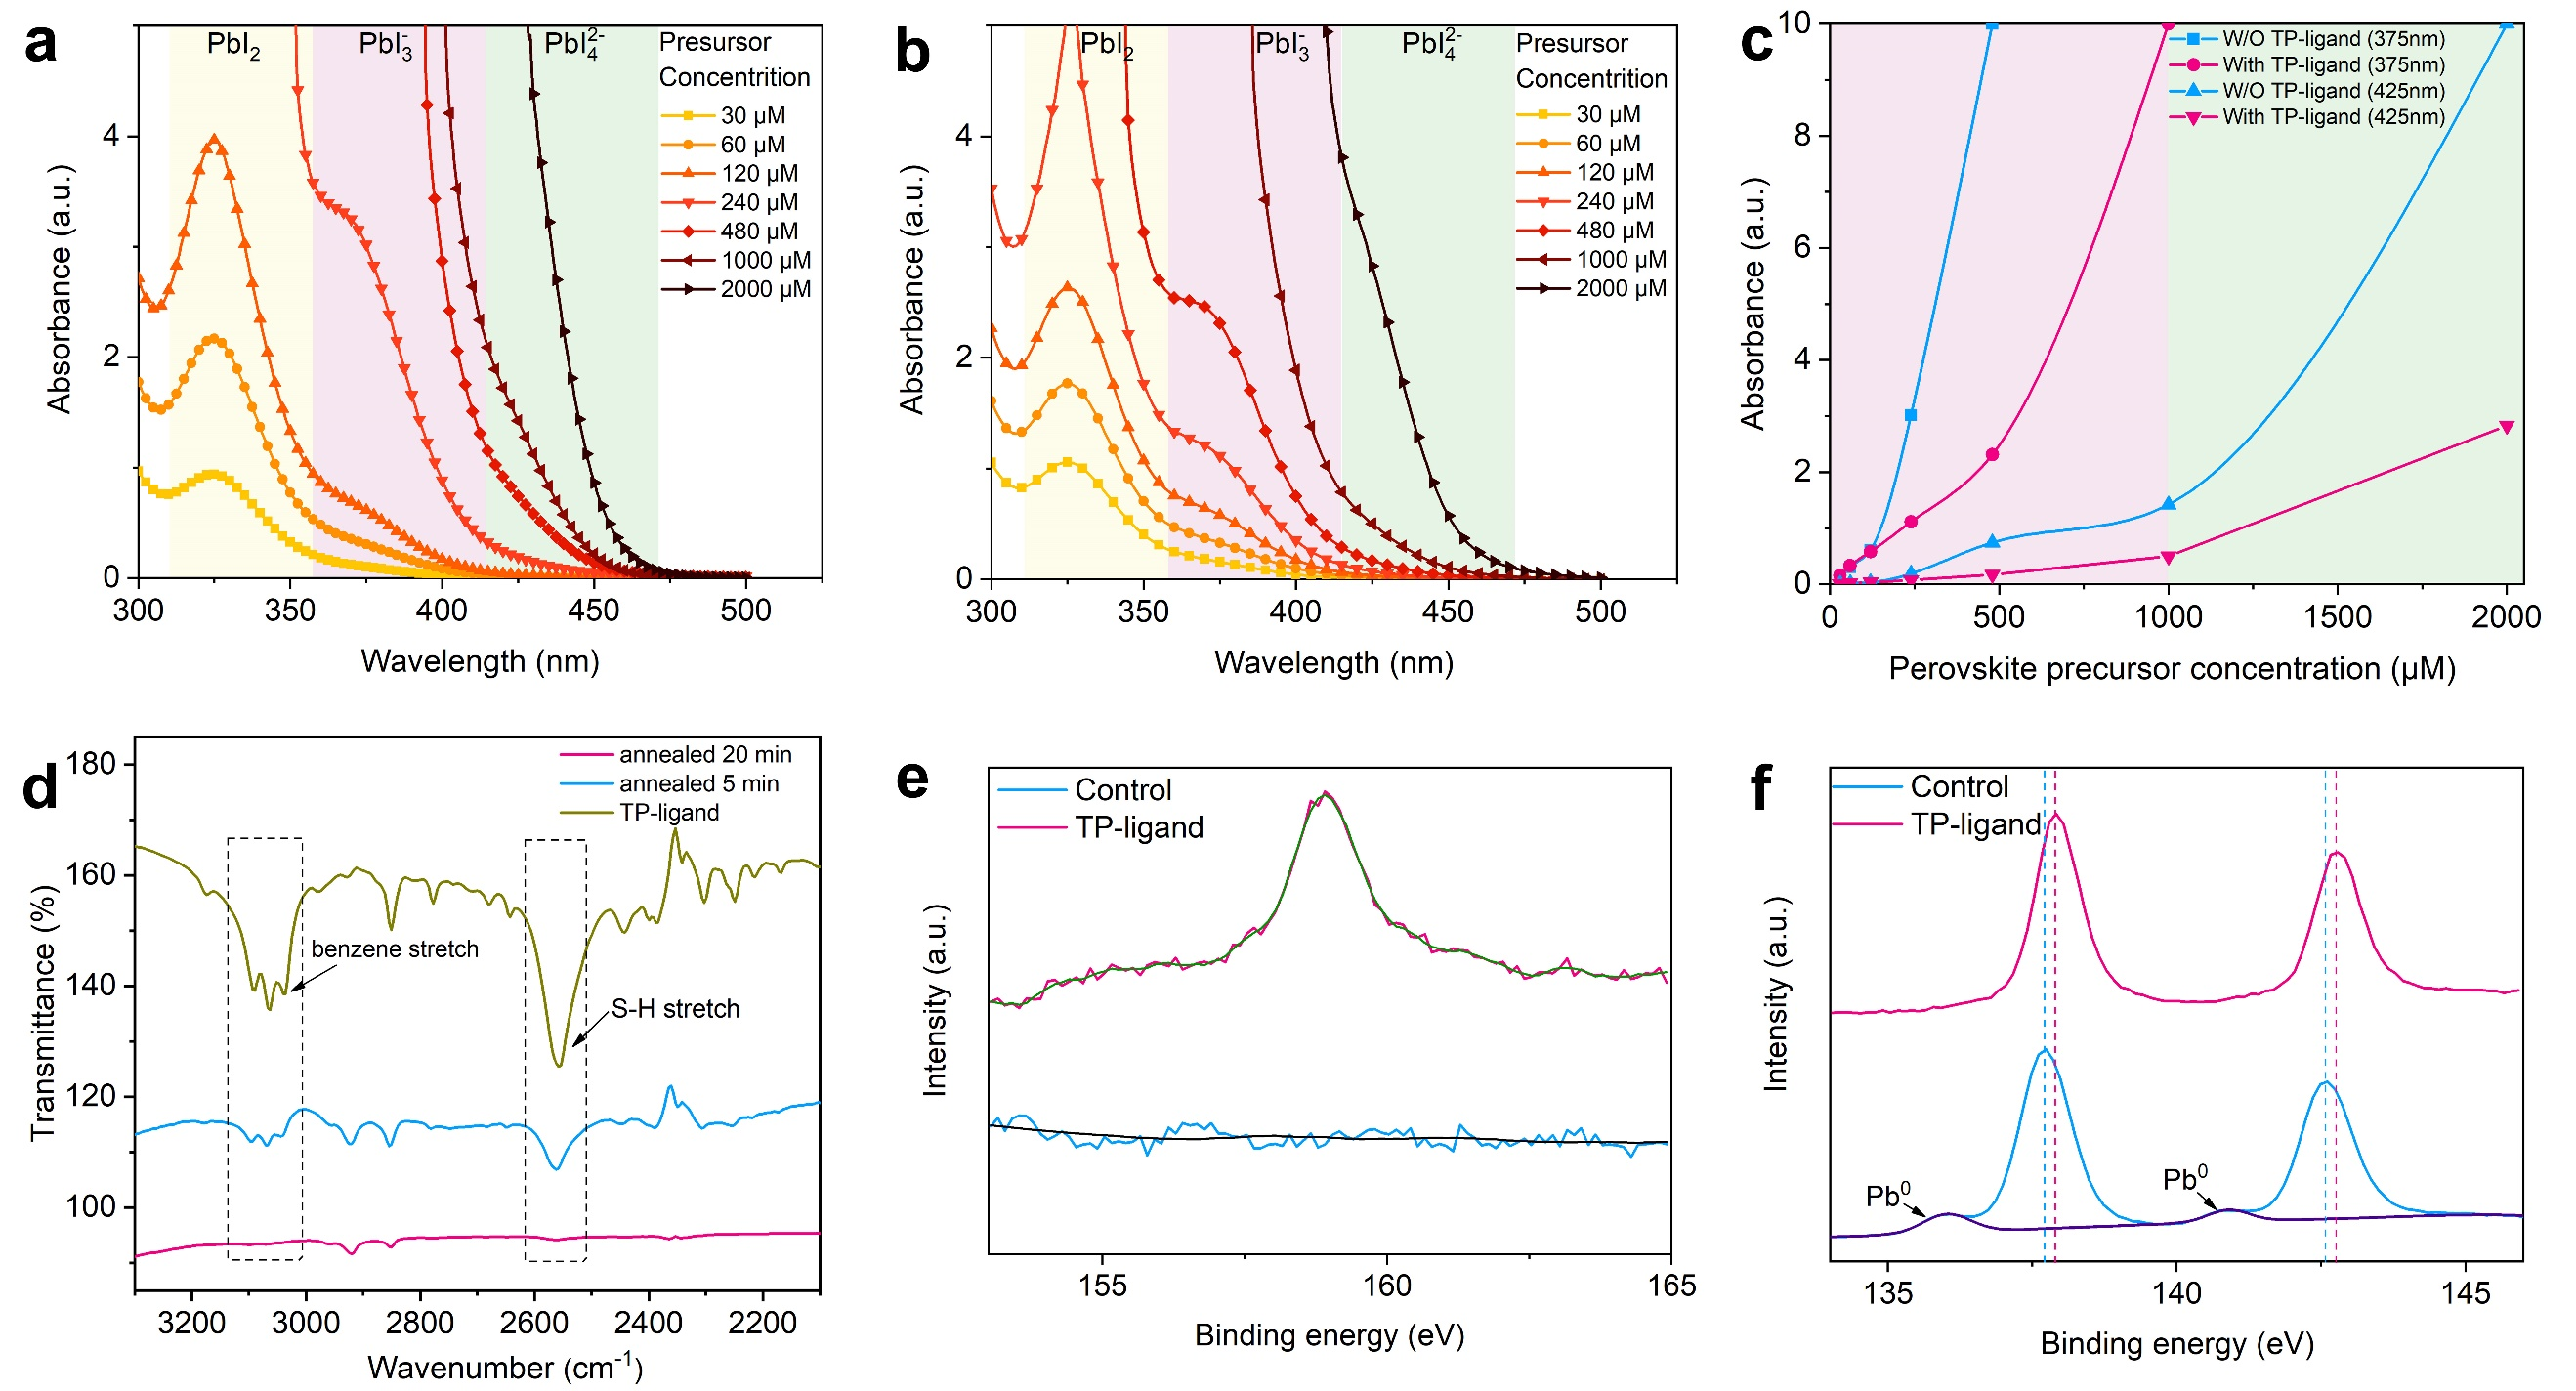 a
PbI2
PbI3-
PbI42-
Presursor
Concentrition
30 µM
60 µM
120 µM
240 µM
480 µM
1000 µM
2000 µM
Absorbance (a.u.)
4
2
0
300 350 400 450 500
Wavelength (nm)
b
PbI2
PbI3-
PbI42-
Presursor
Concentrition
30 µM
60 µM
120 µM
240 µM
480 µM
1000 µM
2000 µM
Absorbance (a.u.)
4
2
0
300 350 400 450 500
Wavelength (nm)
c
W/O TP-ligand (375nm)
With TP-ligand (375nm)
W/O TP-ligand (425nm)
With TP-ligand (425nm)
Absorbance (a.u.)
10
8
6
4
2
0
0 500 1000 1500 2000
Perovskite precursor concentration (µM)
d
annealed 20 min
annealed 5 min
TP-ligand
benzene stretch
S-H stretch
Transmittance (%)
180
160
140
120
100
3200 3000 2800 2600 2400 2200
Wavenumber (cm-1)
e
Control
TP-ligand
Intensity (a.u.)
155 160 165
Binding energy (eV)
f
Control
TP-ligand
Pb0
Pb0
Intensity (a.u.)
135 140 145
Binding energy (eV)